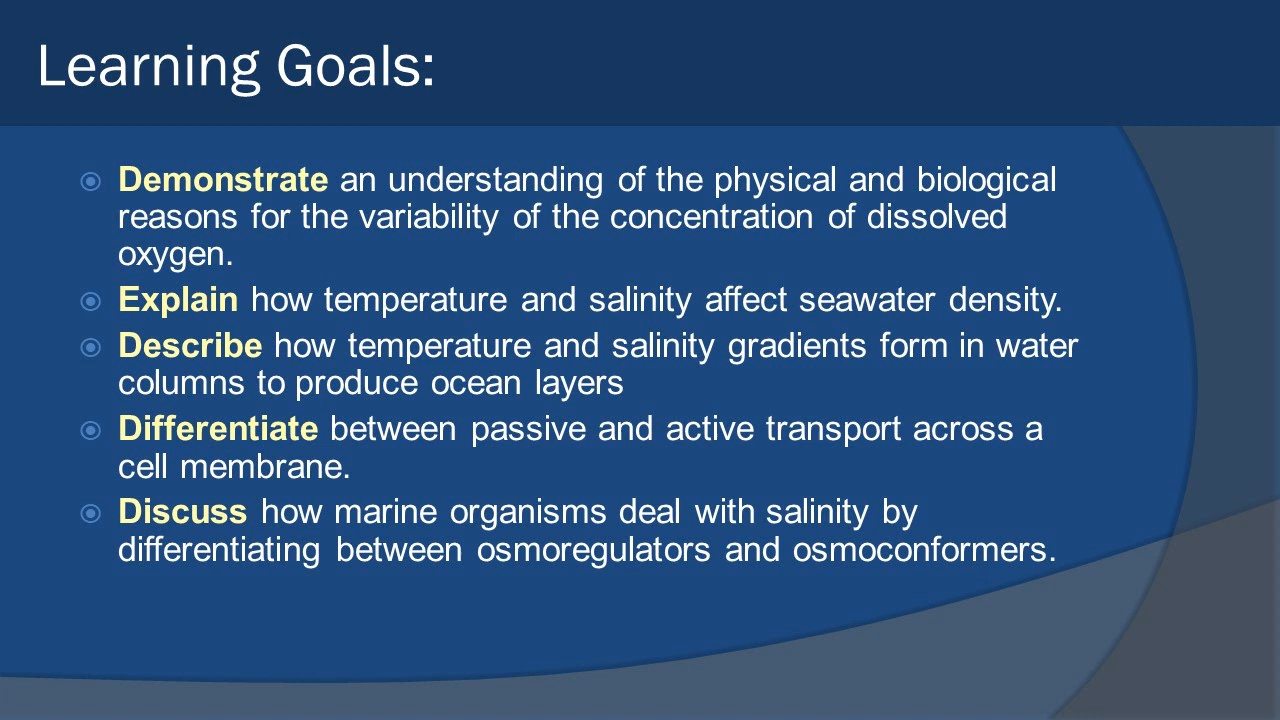 Learning Goals:
Demonstrate an understanding of the physical and biological
reasons for the variability of the concentration of dissolved
oxygen.
Explain how temperature and salinity affect seawater density.
Describe how temperature and salinity gradients form in water
columns to produce ocean layers
Differentiate between passive and active transport across a
cell membrane.
Discuss how marine organisms deal with salinity by
differentiating between osmoregulators and osmoconformers.